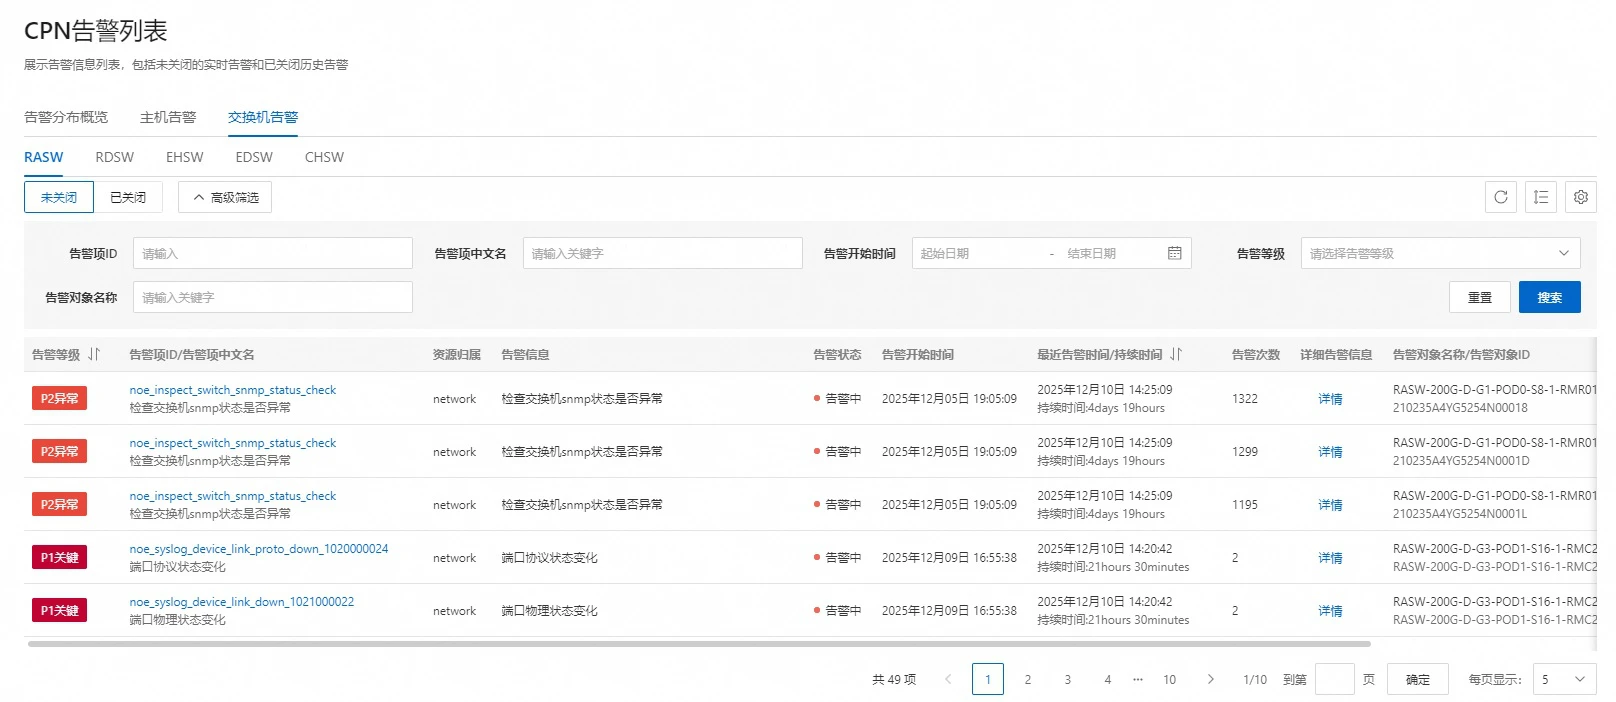 CPN告警列表
展示告警信息列表，包括未关闭的实时告警和已关闭历史告警
告警分布概览 主机告警 交换机告警
RASW RDSW EHSW EDSW CHSW
未关闭 已关闭 高级筛选
告警项ID 请输入 告警项中文名 请输入关键字 告警开始时间 起始日期 - 结束日期 告警等级 请选择告警等级
告警对象名称 请输入关键字 重置 搜索
告警等级 告警项ID/告警项中文名 资源归属 告警信息 告警状态 告警开始时间 最近告警时间/持续时间 告警次数 详细告警信息 告警对象名称/告警对象ID
noe_inspect_switch_snmp_status_check 2025年12月10日 14:25:09 RASW-200G-D-G1-POD0-S8-1-RMR01
P2异常 network 检查交换机snmp状态是否异常 告警中 2025年12月05日 19:05:09 1322 详情
检查交换机snmp状态是否异常 持续时间:4days 19hours 210235A4YG5254N00018
noe_inspect_switch_snmp_status_check 2025年12月10日 14:25:09 RASW-200G-D-G1-POD0-S8-1-RMR01
P2异常 network 检查交换机snmp状态是否异常 告警中 2025年12月05日 19:05:09 1299 详情
检查交换机snmp状态是否异常 持续时间:4days 19hours 210235A4YG5254N0001D
noe_inspect_switch_snmp_status_check 2025年12月10日 14:25:09 RASW-200G-D-G1-POD0-S8-1-RMR01
P2异常 network 检查交换机snmp状态是否异常 告警中 2025年12月05日 19:05:09 1195 详情
检查交换机snmp状态是否异常 持续时间:4days 19hours 210235A4YG5254N0001L
noe_syslog_device_link_proto_down_1020000024 2025年12月10日 14:20:42 RASW-200G-D-G3-POD1-S16-1-RMC2
P1关键 network 端口协议状态变化 告警中 2025年12月09日 16:55:38 2 详情
端口协议状态变化 持续时间:21hours 30minutes RASW-200G-D-G3-POD1-S16-1-RMC2
noe_syslog_device_link_down_1021000022 2025年12月10日 14:20:42 RASW-200G-D-G3-POD1-S16-1-RMC2
P1关键 network 端口物理状态变化 告警中 2025年12月09日 16:55:38 2 详情
端口物理状态变化 持续时间:21hours 30minutes RASW-200G-D-G3-POD1-S16-1-RMC2
共 49 项 1 2 3 4 ··· 10 1/10 到第 页 确定 每页显示: 5